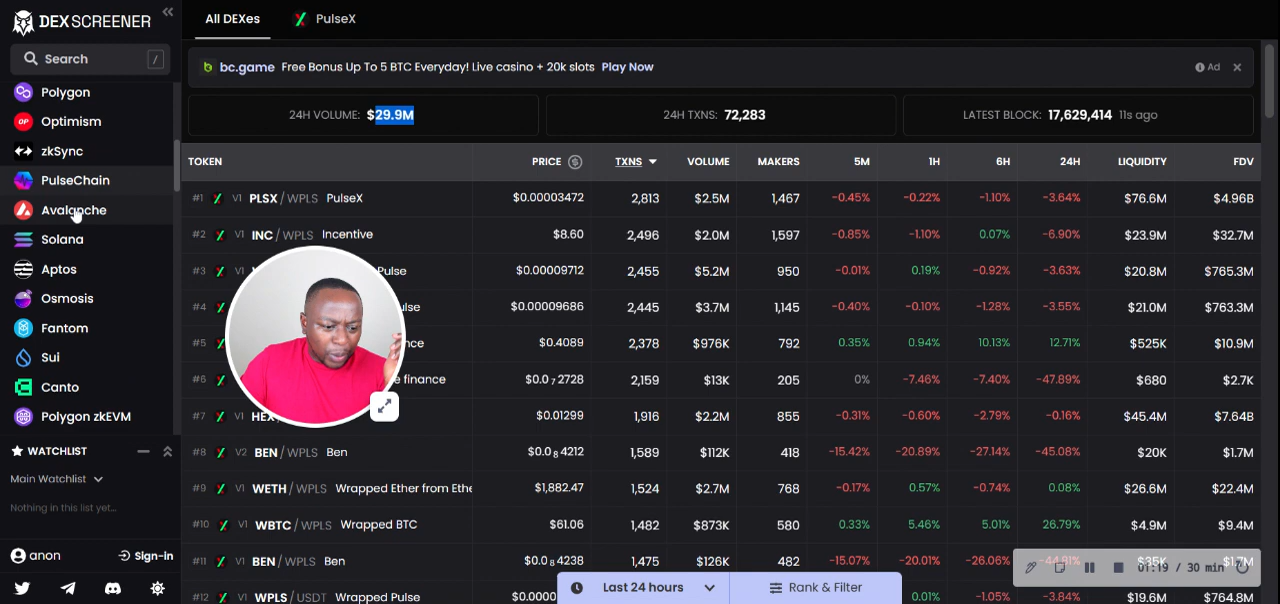 DEXSCREENER
All DEXes
PulseX
Search /
bc.game Free Bonus Up To 5 BTC Everyday! Live casino + 20k slots Play Now
Ad
Polygon
Optimism
zkSync
PulseChain
Avalanche
Solana
Aptos
Osmosis
Fantom
Sui
Canto
Polygon zkEVM
WATCHLIST
Main Watchlist
Nothing in this list yet...
anon
Sign-in
24H VOLUME: $29.9M
24H TXNS: 72,283
LATEST BLOCK: 17,629,414 11s ago
TOKEN PRICE TXNS VOLUME MAKERS 5M 1H 6H 24H LIQUIDITY FDV
#1 V1 PLSX / WPLS PulseX $0.00003472 2,813 $2.5M 1,467 -0.45% -0.22% -1.10% -3.64% $76.6M $4.96B
#2 V1 INC / WPLS Incentive $8.60 2,496 $2.0M 1,597 -0.85% -1.10% 0.07% -6.90% $23.9M $32.7M
#3 V1 Pulse $0.00009712 2,455 $5.2M 950 -0.01% 0.19% -0.92% -3.63% $20.8M $765.3M
#4 ulse $0.00009686 2,445 $3.7M 1,145 -0.40% -0.10% -1.28% -3.55% $21.0M $763.3M
#5 nce $0.4089 2,378 $976K 792 0.35% 0.94% 10.13% 12.71% $525K $10.9M
#6 e finance $0.0₇2728 2,159 $13K 205 0% -7.46% -7.40% -47.89% $680 $2.7K
#7 V1 HEX $0.01299 1,916 $2.2M 855 -0.31% -0.60% -2.79% -0.16% $45.4M $7.64B
#8 V2 BEN / WPLS Ben $0.0₈4212 1,589 $112K 418 -15.42% -20.89% -27.14% -45.08% $20K $1.7M
#9 V1 WETH / WPLS Wrapped Ether from Ethe $1,882.47 1,524 $2.7M 768 -0.17% 0.57% -0.74% 0.08% $26.6M $22.4M
#10 V1 WBTC / WPLS Wrapped BTC $61.06 1,482 $873K 580 0.33% 5.46% 5.01% 26.79% $4.9M $9.4M
#11 V1 BEN / WPLS Ben $0.0₈4238 1,475 $126K 482 -15.07% -20.01% -26.06% -44.81% $35K $1.7M
#12 V1 WPLS / USDT Wrapped Pulse $0.0000 0.01% -1.05% -3.84% $19.6M $764.8M
01:19 / 30 min
Last 24 hours
Rank & Filter